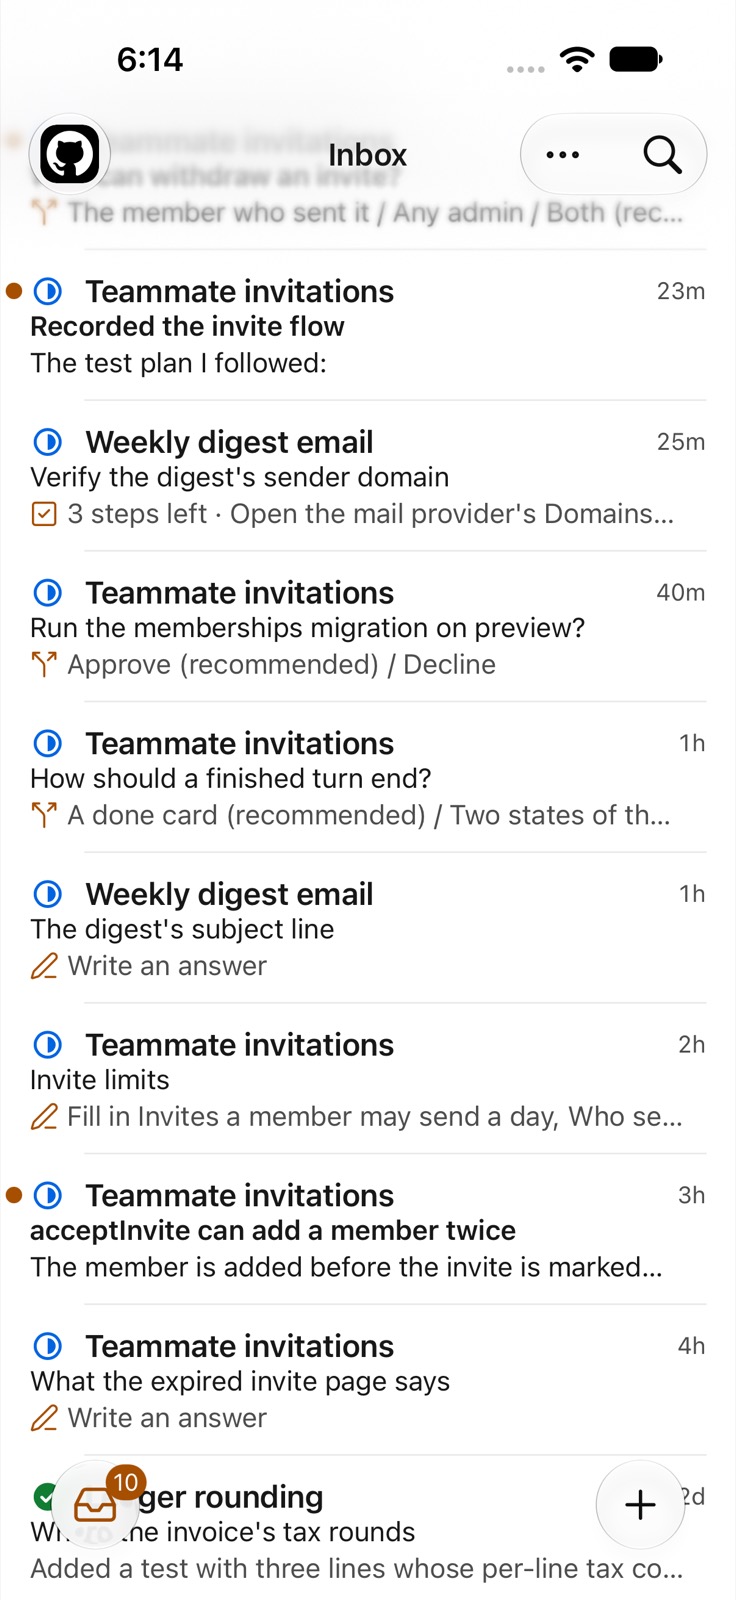 6:14
Inbox
can withdraw an invite?
The member who sent it / Any admin / Both (rec...
Teammate invitations 23m
Recorded the invite flow
The test plan I followed:
Weekly digest email 25m
Verify the digest's sender domain
3 steps left · Open the mail provider's Domains...
Teammate invitations 40m
Run the memberships migration on preview?
Approve (recommended) / Decline
Teammate invitations 1h
How should a finished turn end?
A done card (recommended) / Two states of th...
Weekly digest email 1h
The digest's subject line
Write an answer
Teammate invitations 2h
Invite limits
Fill in Invites a member may send a day, Who se...
Teammate invitations 3h
acceptInvite can add a member twice
The member is added before the invite is marked...
Teammate invitations 4h
What the expired invite page says
Write an answer
10
rounding 2d
the invoice's tax rounds
Added a test with three lines whose per-line tax co...